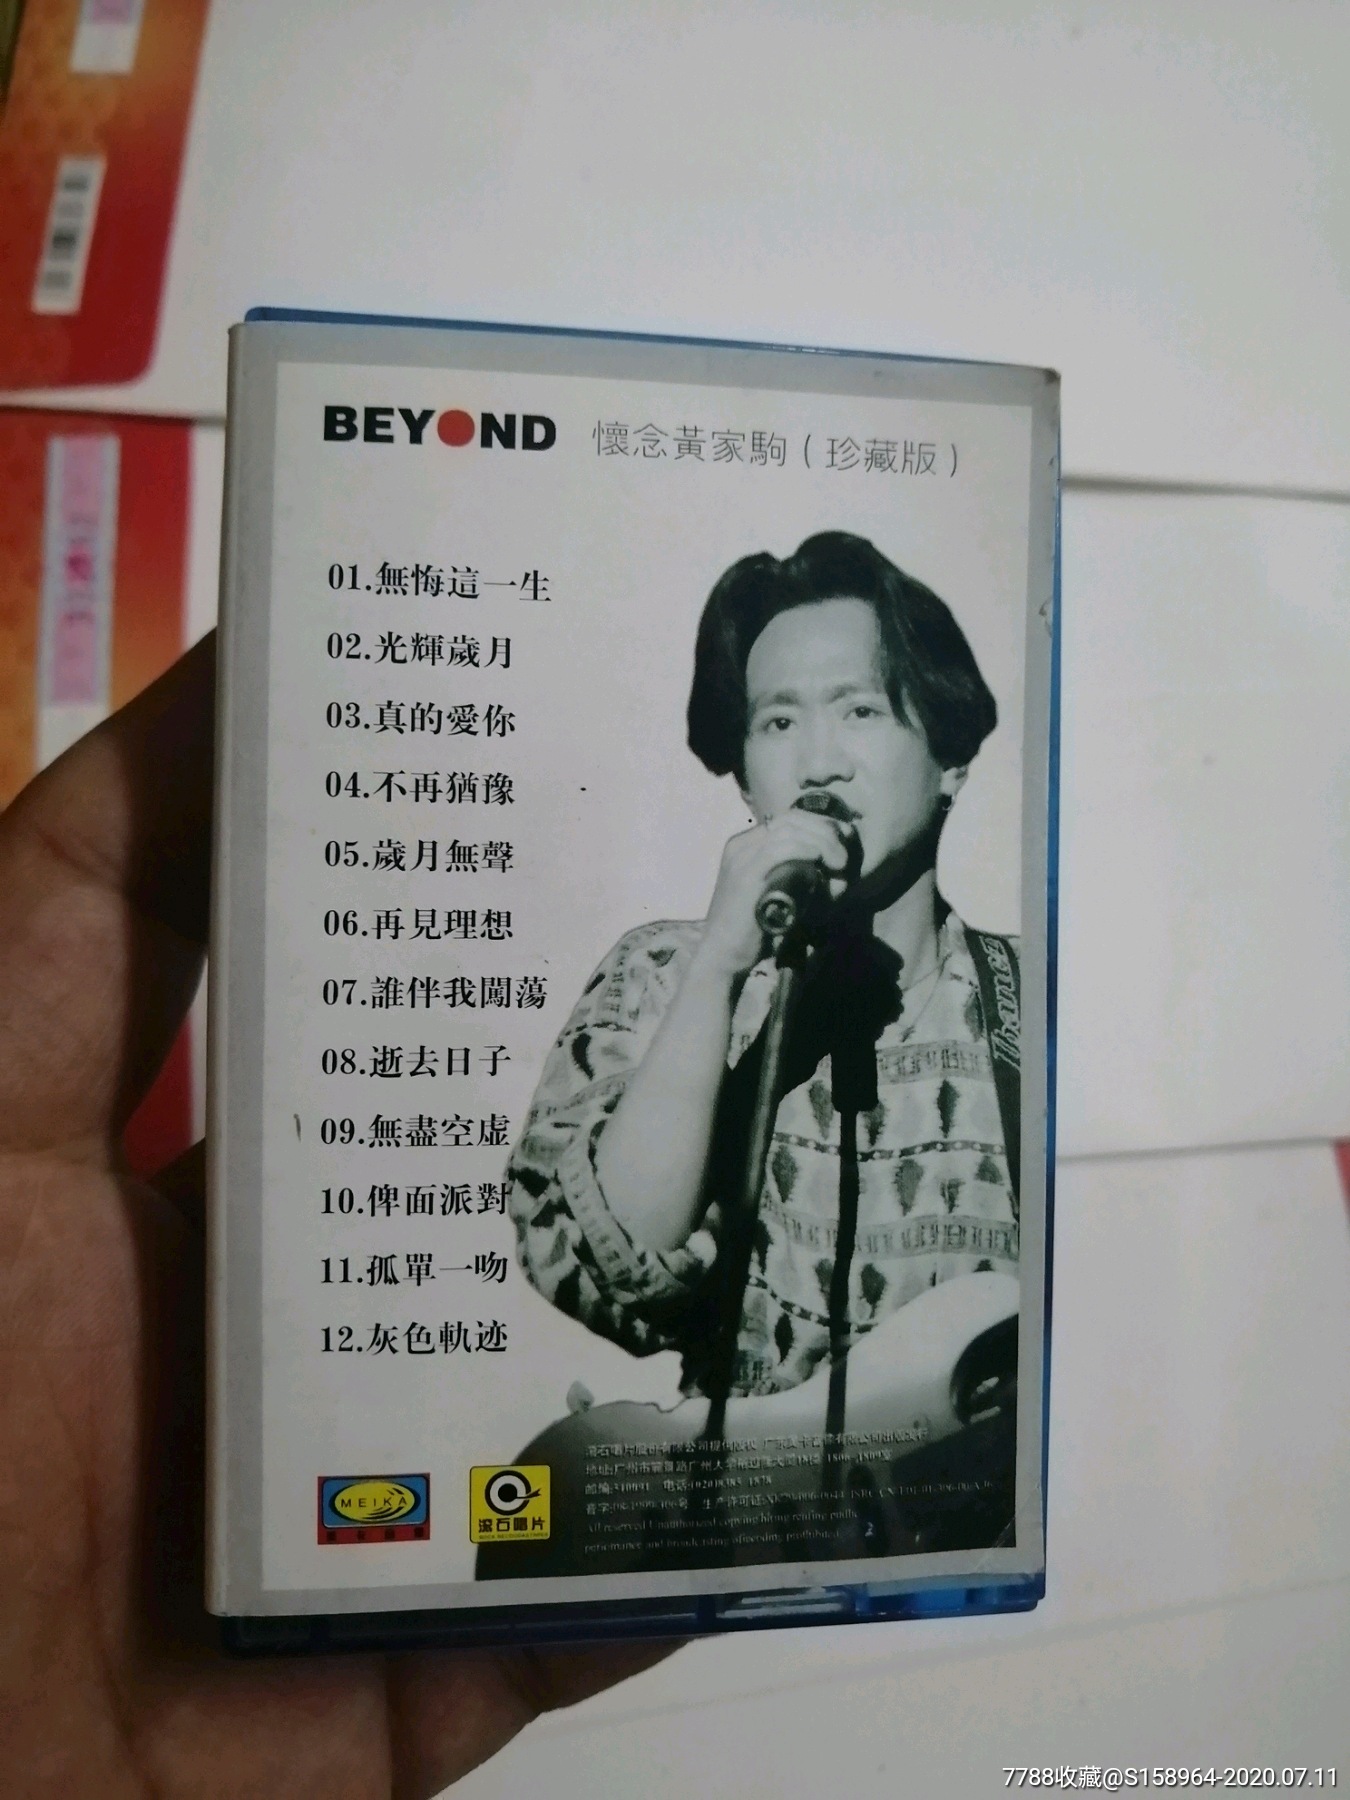 BEYOND 懷念黃家駒（珍藏版）
01.無悔這一生
02.光輝歲月
03.真的愛你
04.不再猶豫
05.歲月無聲
06.再見理想
07.誰伴我闖蕩
08.逝去日子
09.無盡空虛
10.俾面派對
11.孤單一吻
12.灰色軌迹
MEIKA
滾石唱片
7788收藏@S158964-2020.07.11